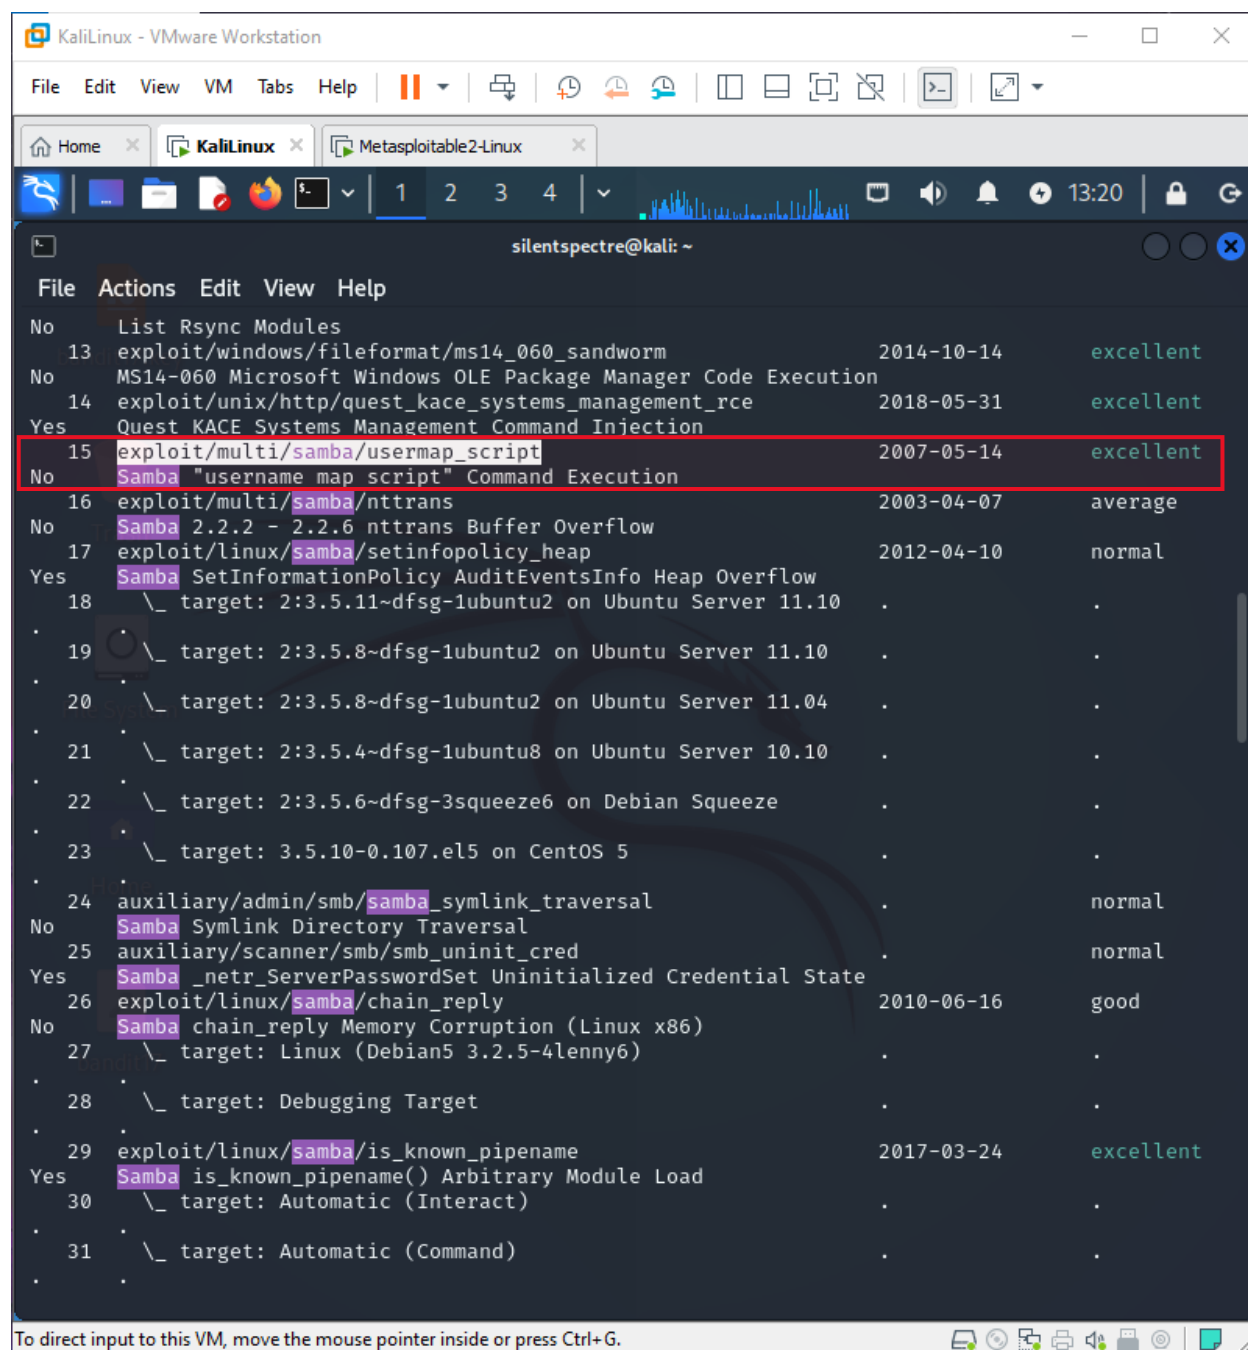 KaliLinux - VMware Workstation
File Edit View VM Tabs Help
Home KaliLinux Metasploitable2-Linux
1 2 3 4 13:20
silentspectre@kali: ~
File Actions Edit View Help
No List Rsync Modules
13 exploit/windows/fileformat/ms14_060_sandworm 2014-10-14 excellent
No MS14-060 Microsoft Windows OLE Package Manager Code Execution
14 exploit/unix/http/quest_kace_systems_management_rce 2018-05-31 excellent
Yes Quest KACE Systems Management Command Injection
15 exploit/multi/samba/usermap_script 2007-05-14 excellent
No Samba "username map script" Command Execution
16 exploit/multi/samba/nttrans 2003-04-07 average
No Samba 2.2.2 - 2.2.6 nttrans Buffer Overflow
17 exploit/linux/samba/setinfopolicy_heap 2012-04-10 normal
Yes Samba SetInformationPolicy AuditEventsInfo Heap Overflow
18 \_ target: 2:3.5.11~dfsg-1ubuntu2 on Ubuntu Server 11.10 . .
. .
19 \_ target: 2:3.5.8~dfsg-1ubuntu2 on Ubuntu Server 11.10 . .
. .
20 \_ target: 2:3.5.8~dfsg-1ubuntu2 on Ubuntu Server 11.04 . .
. .
21 \_ target: 2:3.5.4~dfsg-1ubuntu8 on Ubuntu Server 10.10 . .
. .
22 \_ target: 2:3.5.6~dfsg-3squeeze6 on Debian Squeeze . .
. .
23 \_ target: 3.5.10-0.107.el5 on CentOS 5 . .
. .
24 auxiliary/admin/smb/samba_symlink_traversal . normal
No Samba Symlink Directory Traversal
25 auxiliary/scanner/smb/smb_uninit_cred . normal
Yes Samba _netr_ServerPasswordSet Uninitialized Credential State
26 exploit/linux/samba/chain_reply 2010-06-16 good
No Samba chain_reply Memory Corruption (Linux x86)
27 \_ target: Linux (Debian5 3.2.5-4lenny6) . .
. .
28 \_ target: Debugging Target . .
. .
29 exploit/linux/samba/is_known_pipename 2017-03-24 excellent
Yes Samba is_known_pipename() Arbitrary Module Load
30 \_ target: Automatic (Interact) . .
. .
31 \_ target: Automatic (Command) . .
. .
To direct input to this VM, move the mouse pointer inside or press Ctrl+G.